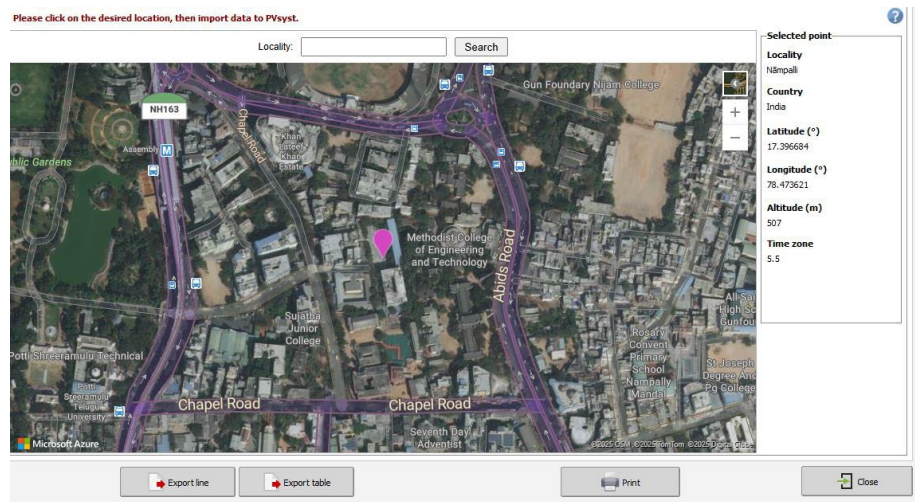 Please click on the desired location, then import data to PVsyst.
Locality:
Search
Selected point
Locality
Nāmpalli
Country
India
Latitude (°)
17.396684
Longitude (°)
78.473621
Altitude (m)
507
Time zone
5.5
NH163
Assembly
M
Public Gardens
Chapel Road
Khan
Lateef
Khan
Estate
Gun Foundary Nijam College
+
−
Methodist College
of Engineering
and Technology
Abids Road
Sujatha
Junior
College
Potti Shreeramulu Technical
Potti
Sreeramulu
Telugu
University
Chapel Road
Chapel Road
Seventh Day
Adventist
Rosary
Convent
Primary
School
Nampally
Mandal
All Sai
High Sc
Gunfou
St Joseph
Degree And
Pg College
Microsoft Azure
©2025 OSM ©2025 TomTom ©2025 Digital Globe
Export line
Export table
Print
Close